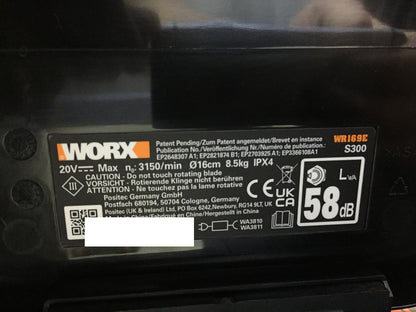 WORX
Patent Pending/Zum Patent angemeldet/Brevet en instance
Publication No./Veröffentlichung Nr./Numéro de publication.:
EP2648307 A1; EP2821874 B1; EP2703925 A1; EP3366108A1
WR169E
S300
20V⎓ Max n₀: 3150/min Ø16cm 8.5kg IPX4
CAUTION - Do not touch rotating blade
VORSICHT - Rotierende Klinge nicht berühren
ATTENTION - Ne touchez pas la lame rotative
III
Positec Germany GmbH
Postfach 680194, 50704 Cologne, Germany
Positec (UK & Ireland) Ltd, PO Box 6242, Newbury, RG14 9LT, UK
Fabriqué en Chine/Hergestellt in China
WA3810
WA3811
CE
UK
CA
LWA
58dB